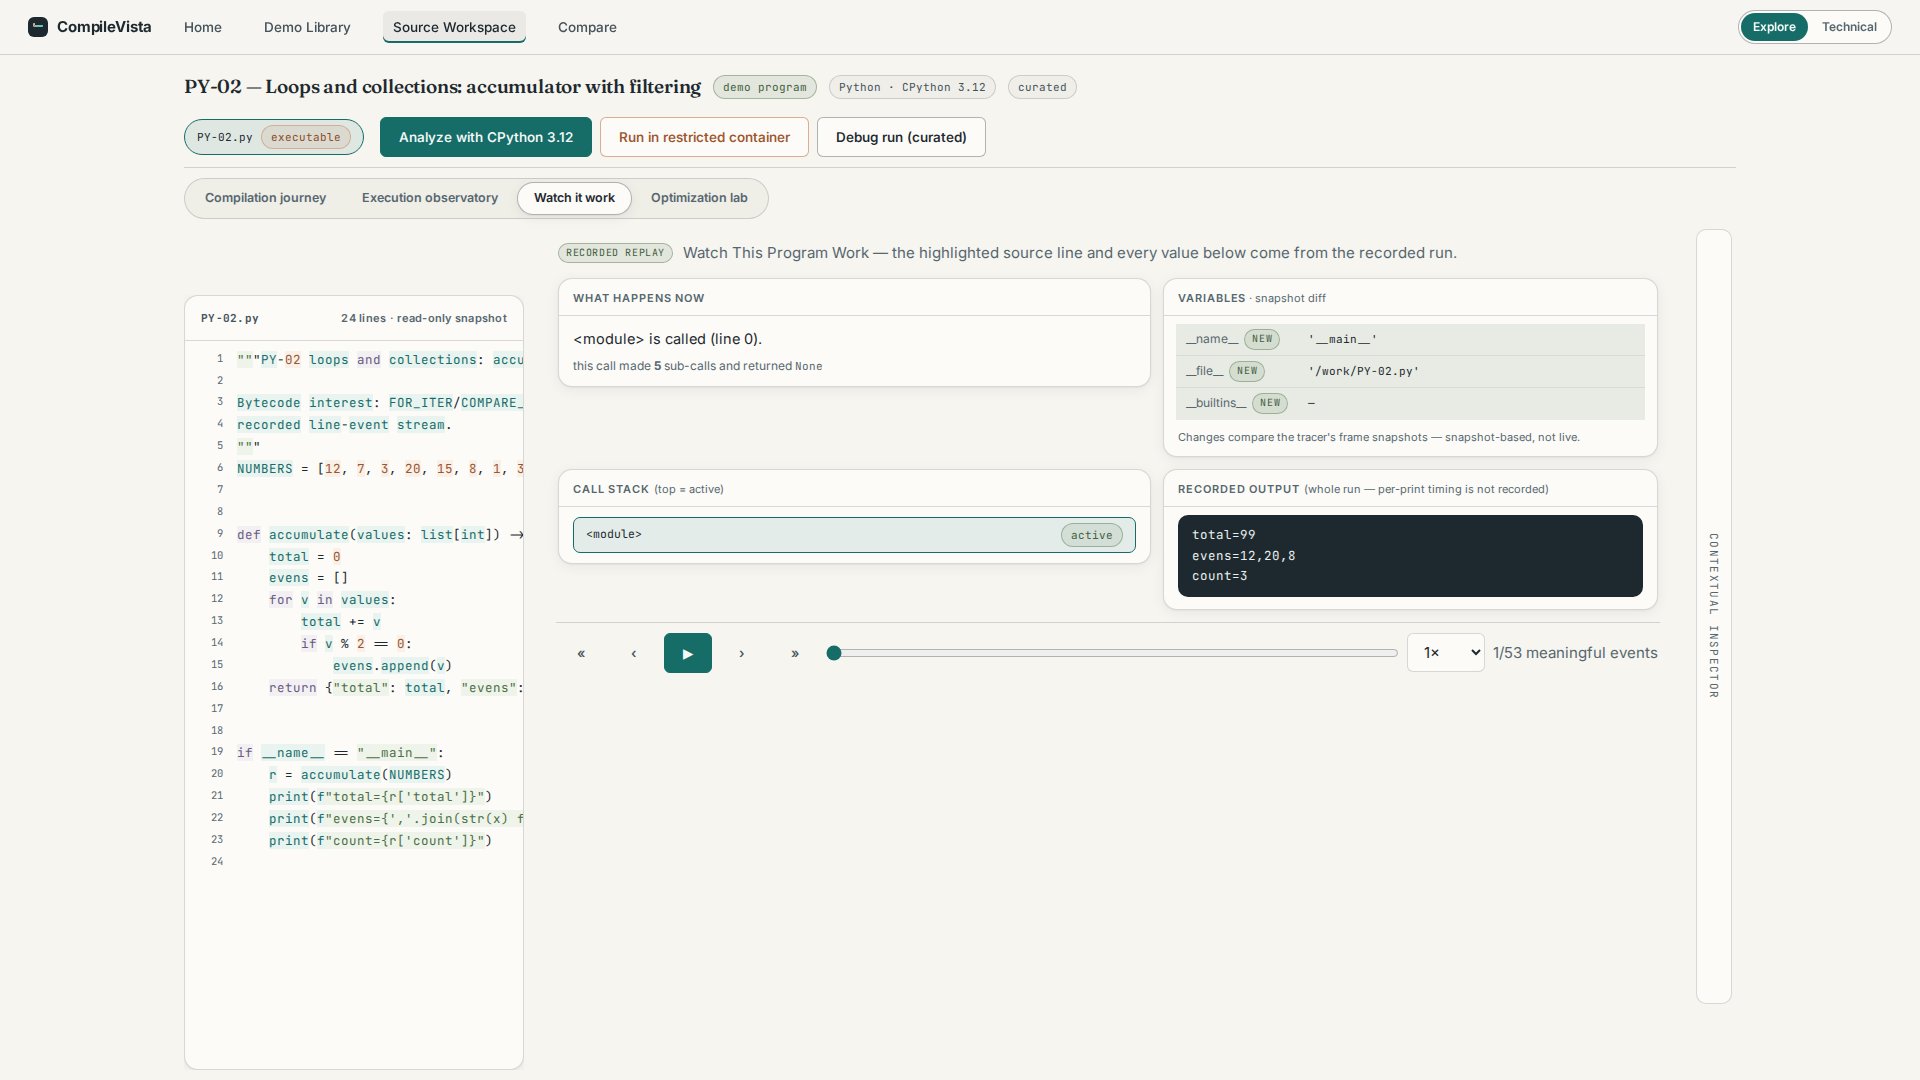 CompileVista
Home
Demo Library
Source Workspace
Compare
Explore
Technical
PY-02 — Loops and collections: accumulator with filtering
demo program
Python · CPython 3.12
curated
PY-02.py
executable
Analyze with CPython 3.12
Run in restricted container
Debug run (curated)
Compilation journey
Execution observatory
Watch it work
Optimization lab
PY-02.py
24 lines · read-only snapshot
1 """PY-02 loops and collections: accu
2
3 Bytecode interest: FOR_ITER/COMPARE_
4 recorded line-event stream.
5 """
6 NUMBERS = [12, 7, 3, 20, 15, 8, 1, 3
7
8
9 def accumulate(values: list[int]) →
10 total = 0
11 evens = []
12 for v in values:
13 total += v
14 if v % 2 == 0:
15 evens.append(v)
16 return {"total": total, "evens":
17
18
19 if __name__ == "__main__":
20 r = accumulate(NUMBERS)
21 print(f"total={r['total']}")
22 print(f"evens={','.join(str(x) f
23 print(f"count={r['count']}")
24
RECORDED REPLAY
Watch This Program Work — the highlighted source line and every value below come from the recorded run.
WHAT HAPPENS NOW
<module> is called (line 0).
this call made 5 sub-calls and returned None
VARIABLES · snapshot diff
__name__ NEW '__main__'
__file__ NEW '/work/PY-02.py'
__builtins__ NEW —
Changes compare the tracer's frame snapshots — snapshot-based, not live.
CALL STACK (top = active)
<module>
active
RECORDED OUTPUT (whole run — per-print timing is not recorded)
total=99
evens=12,20,8
count=3
« ‹ ▶ › »
1×
1/53 meaningful events
CONTEXTUAL INSPECTOR